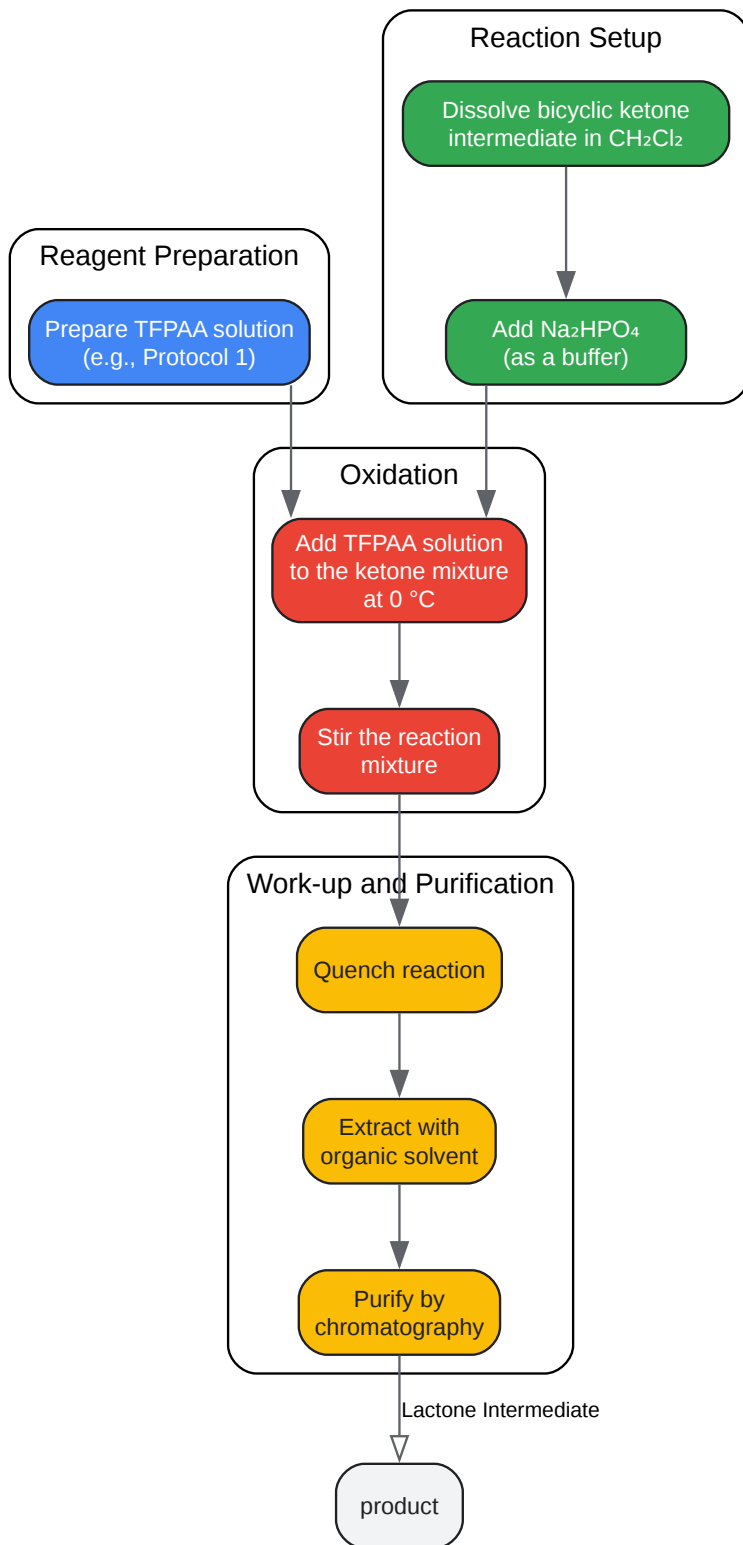 Reaction Setup
Dissolve bicyclic ketone
intermediate in CH₂Cl₂
Reagent Preparation
Prepare TFPAA solution
(e.g., Protocol 1)
Add Na₂HPO₄
(as a buffer)
Oxidation
Add TFPAA solution
to the ketone mixture
at 0 °C
Stir the reaction
mixture
Work-up and Purification
Quench reaction
Extract with
organic solvent
Purify by
chromatography
Lactone Intermediate
product